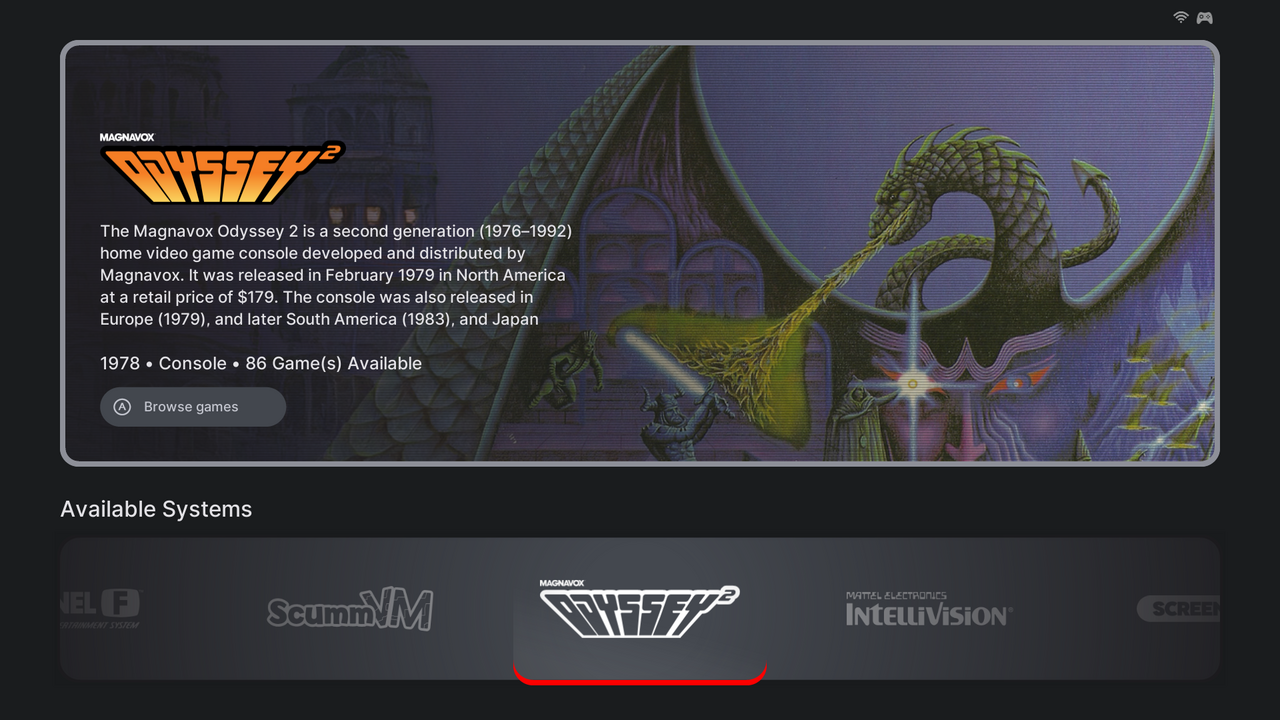 MAGNAVOX
ODYSSEY²
The Magnavox Odyssey 2 is a second generation (1976–1992)
home video game console developed and distributed by
Magnavox. It was released in February 1979 in North America
at a retail price of $179. The console was also released in
Europe (1979), and later South America (1983), and Japan
1978 • Console • 86 Game(s) Available
A Browse games
Available Systems
NEL F
ERTAINMENT SYSTEM
ScummVM
MAGNAVOX
ODYSSEY²
MATTEL ELECTRONICS
INTELLIVISION®
SCREEN